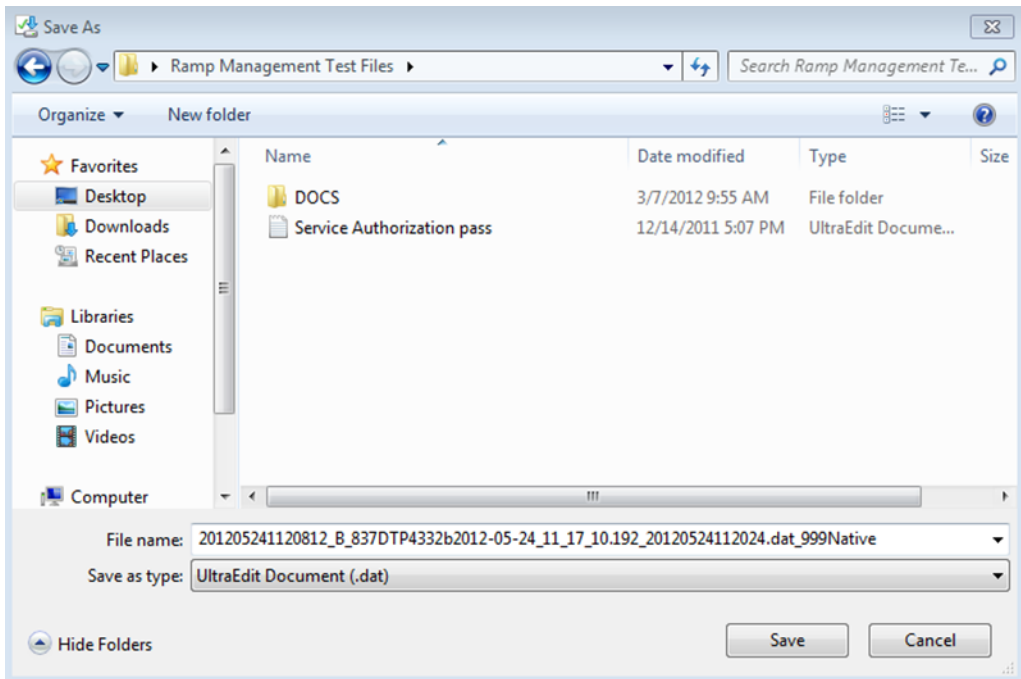 Save As
Ramp Management Test Files
Search Ramp Management Te...
Organize
New folder
Name
Date modified
Type
Size
Favorites
Desktop
Downloads
Recent Places
Libraries
Documents
Music
Pictures
Videos
Computer
DOCS
3/7/2012 9:55 AM
File folder
Service Authorization pass
12/14/2011 5:07 PM
UltraEdit Docume...
File name:
201205241120812_B_837DTP4332b2012-05-24_11_17_10.192_20120524112024.dat_999Native
Save as type:
UltraEdit Document (.dat)
Hide Folders
Save
Cancel